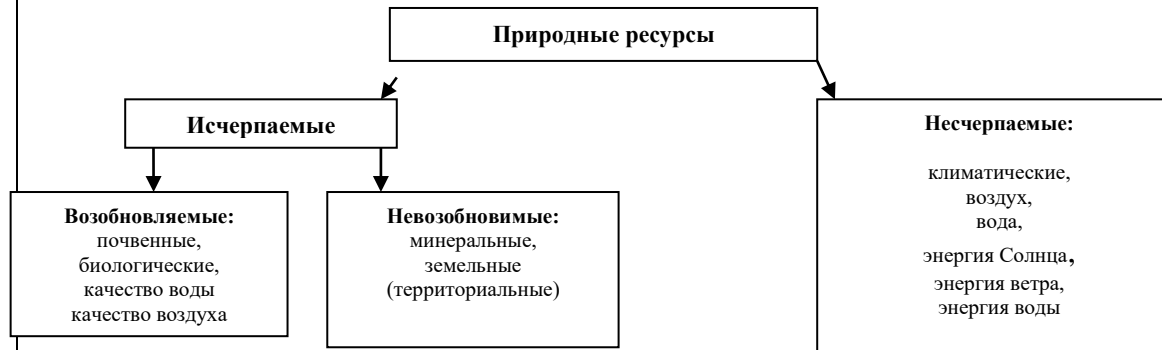 Природные ресурсы
Исчерпаемые
Возобновляемые:
почвенные,
биологические,
качество воды
качество воздуха
Невозобновимые:
минеральные,
земельные
(территориальные)
Несчерпаемые:
климатические,
воздух,
вода,
энергия Солнца,
энергия ветра,
энергия воды